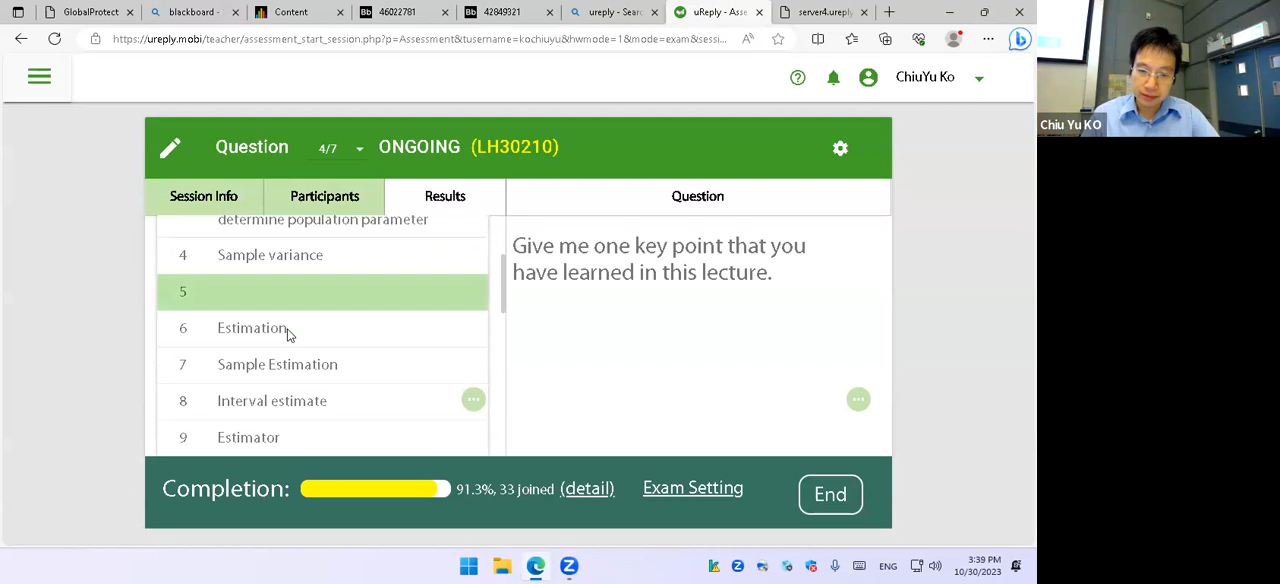 GlobalProtect
blackboard -
Content
46022781
42849321
ureply - Sear
uReply - Asse
server4.ureply
https://ureply.mobi/teacher/assessment_start_session.php?p=Assessment&tusername=kochiuyu&hwmode=1&mode=exam&sessi...
ChiuYu Ko
Chiu Yu KO
Question 4/7 ONGOING (LH30210)
Session Info Participants Results Question
determine population parameter
4 Sample variance
5
6 Estimation
7 Sample Estimation
8 Interval estimate
9 Estimator
Give me one key point that you
have learned in this lecture.
Completion: 91.3%, 33 joined (detail) Exam Setting End
ENG
3:39 PM
10/30/2023